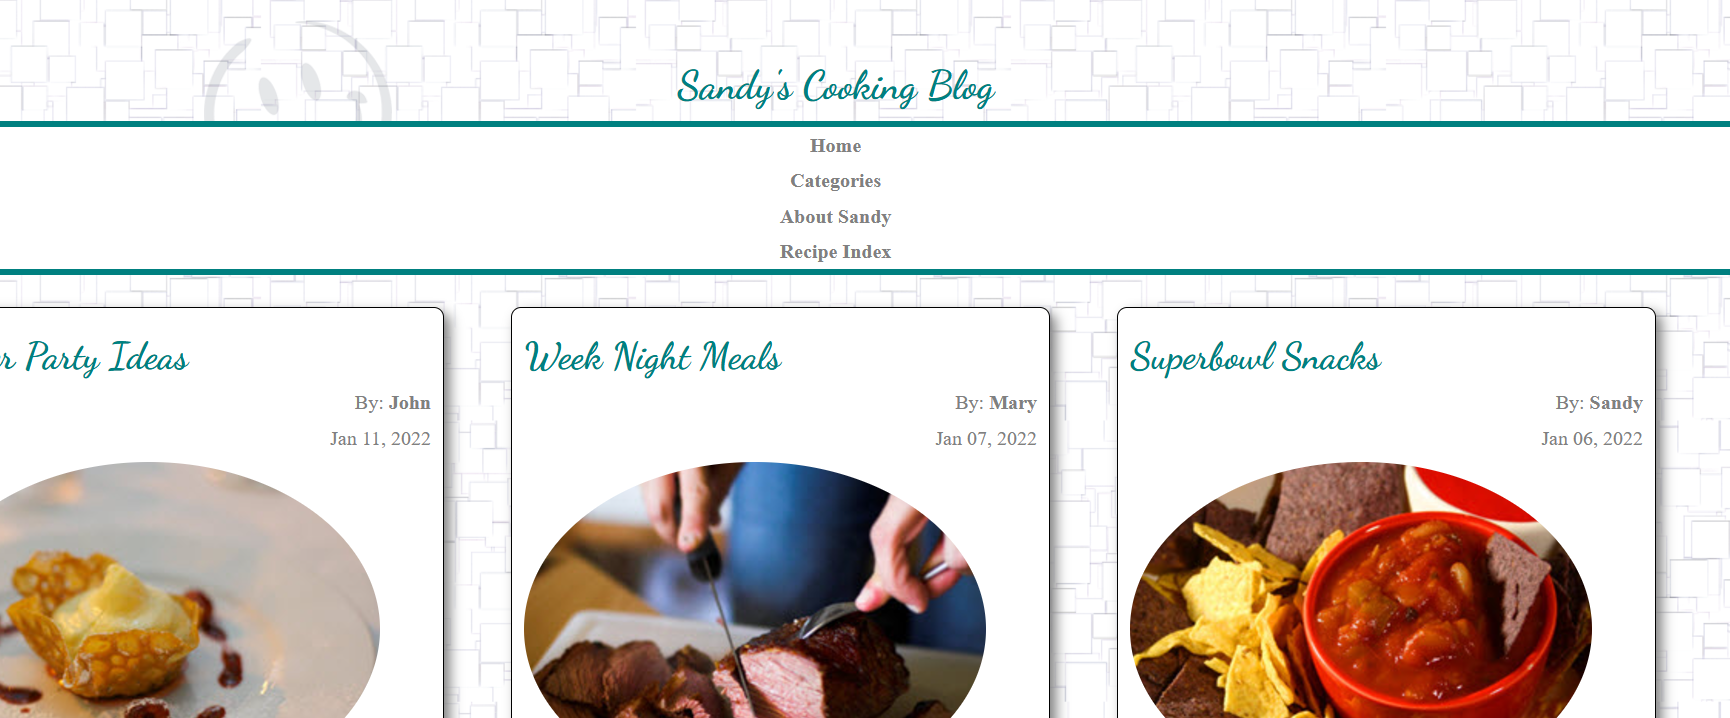 Sandy's Cooking Blog
Home
Categories
About Sandy
Recipe Index
r Party Ideas
By: John
Jan 11, 2022
Week Night Meals
By: Mary
Jan 07, 2022
Superbowl Snacks
By: Sandy
Jan 06, 2022